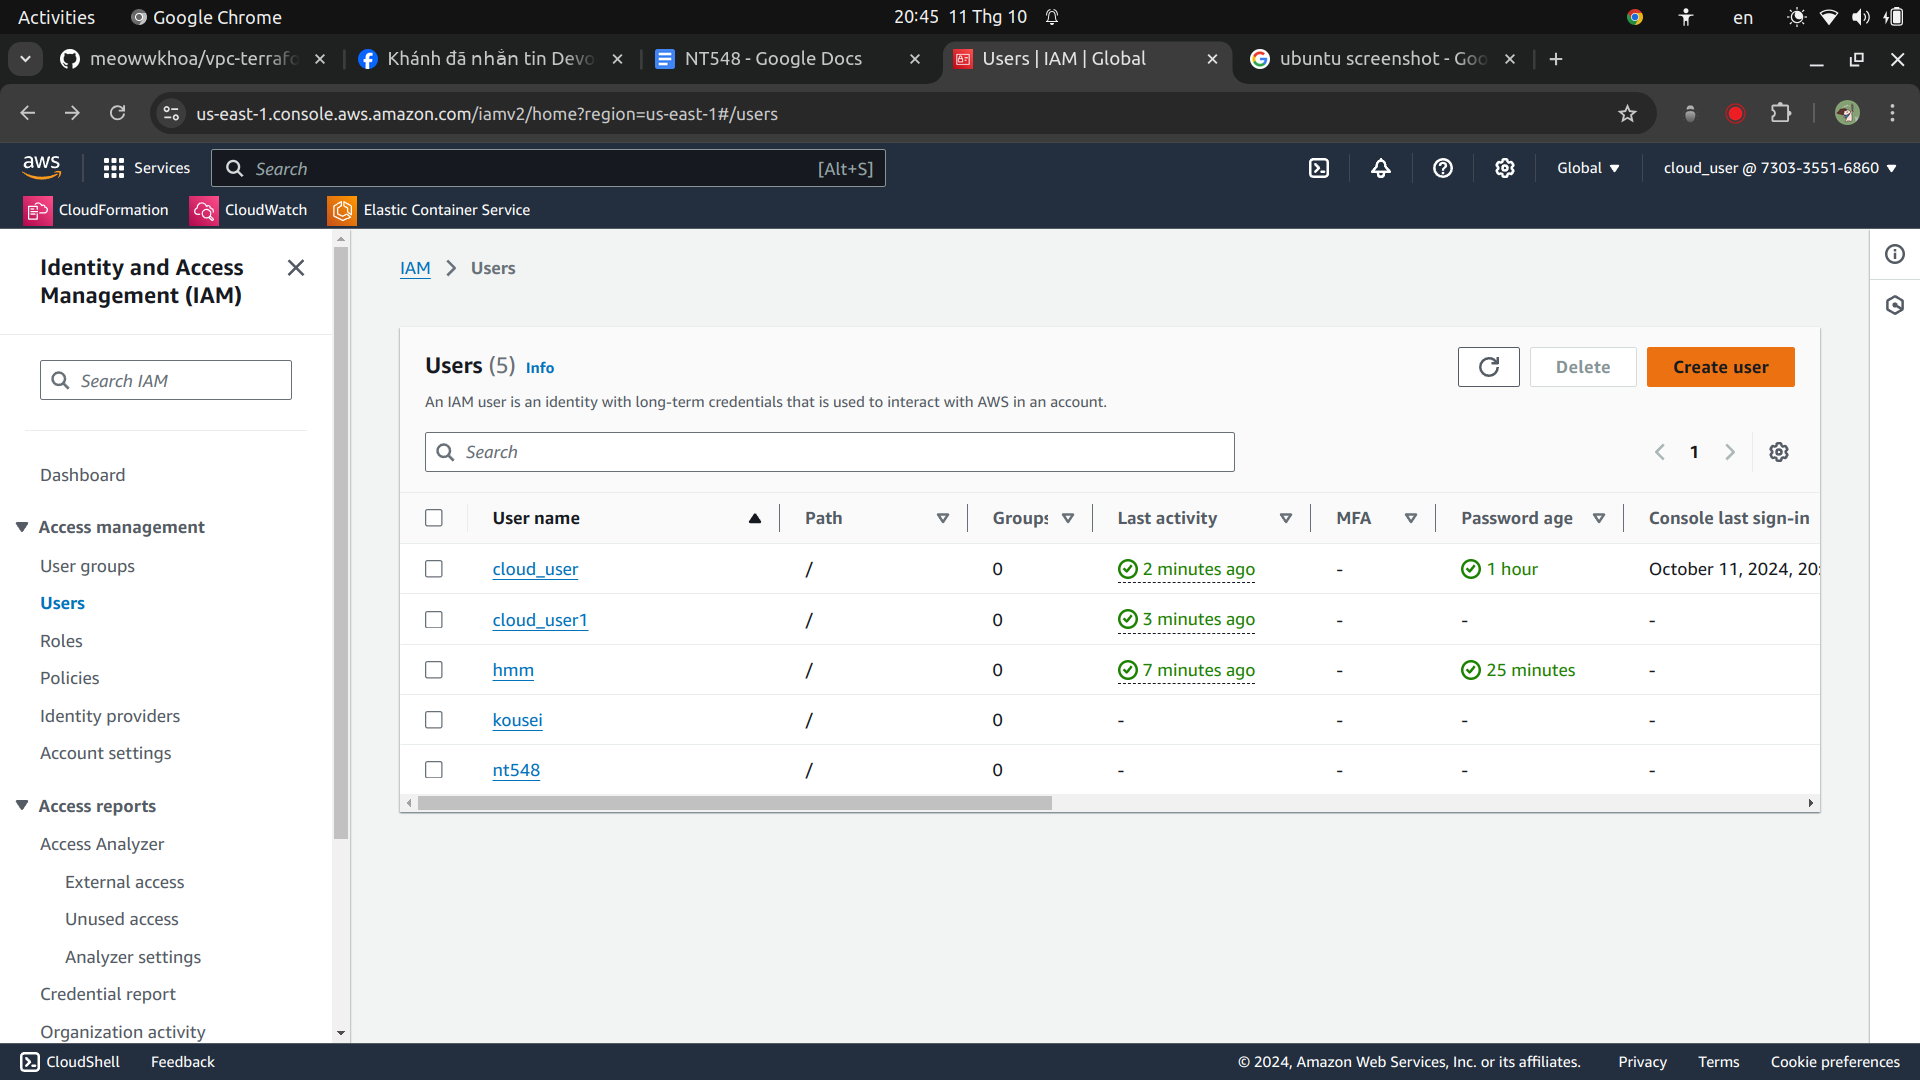 Activities Google Chrome 20:45 11 Thg 10 en
meowwkhoa/vpc-terrafo Khánh đã nhắn tin Devo NT548 - Google Docs Users | IAM | Global ubuntu screenshot - Goo
us-east-1.console.aws.amazon.com/iamv2/home?region=us-east-1#/users
aws Services Search [Alt+S] Global cloud_user @ 7303-3551-6860
CloudFormation CloudWatch Elastic Container Service
Identity and Access
Management (IAM)
Search IAM
Dashboard
Access management
User groups
Users
Roles
Policies
Identity providers
Account settings
Access reports
Access Analyzer
External access
Unused access
Analyzer settings
Credential report
Organization activity
IAM > Users
Users (5) Info
Delete
Create user
An IAM user is an identity with long-term credentials that is used to interact with AWS in an account.
Search
1
User name Path Groups Last activity MFA Password age Console last sign-in
cloud_user / 0 2 minutes ago - 1 hour October 11, 2024, 20:
cloud_user1 / 0 3 minutes ago - - -
hmm / 0 7 minutes ago - 25 minutes -
kousei / 0 - - - -
nt548 / 0 - - - -
CloudShell Feedback © 2024, Amazon Web Services, Inc. or its affiliates. Privacy Terms Cookie preferences